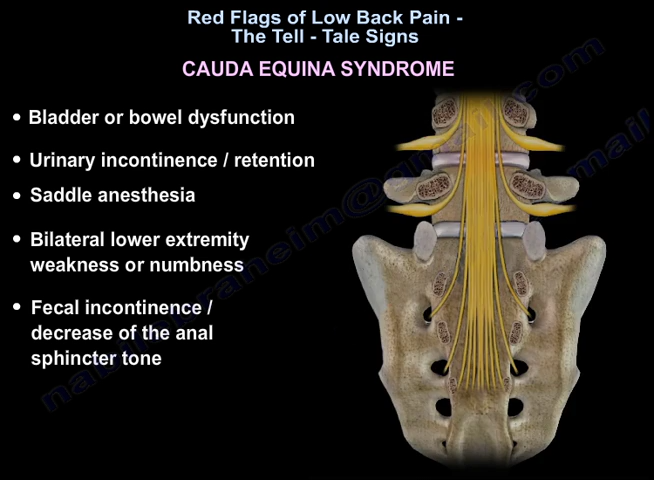 Red Flags of Low Back Pain -
The Tell - Tale Signs
CAUDA EQUINA SYNDROME
• Bladder or bowel dysfunction
• Urinary incontinence / retention
• Saddle anesthesia
• Bilateral lower extremity
weakness or numbness
• Fecal incontinence /
decrease of the anal
sphincter tone